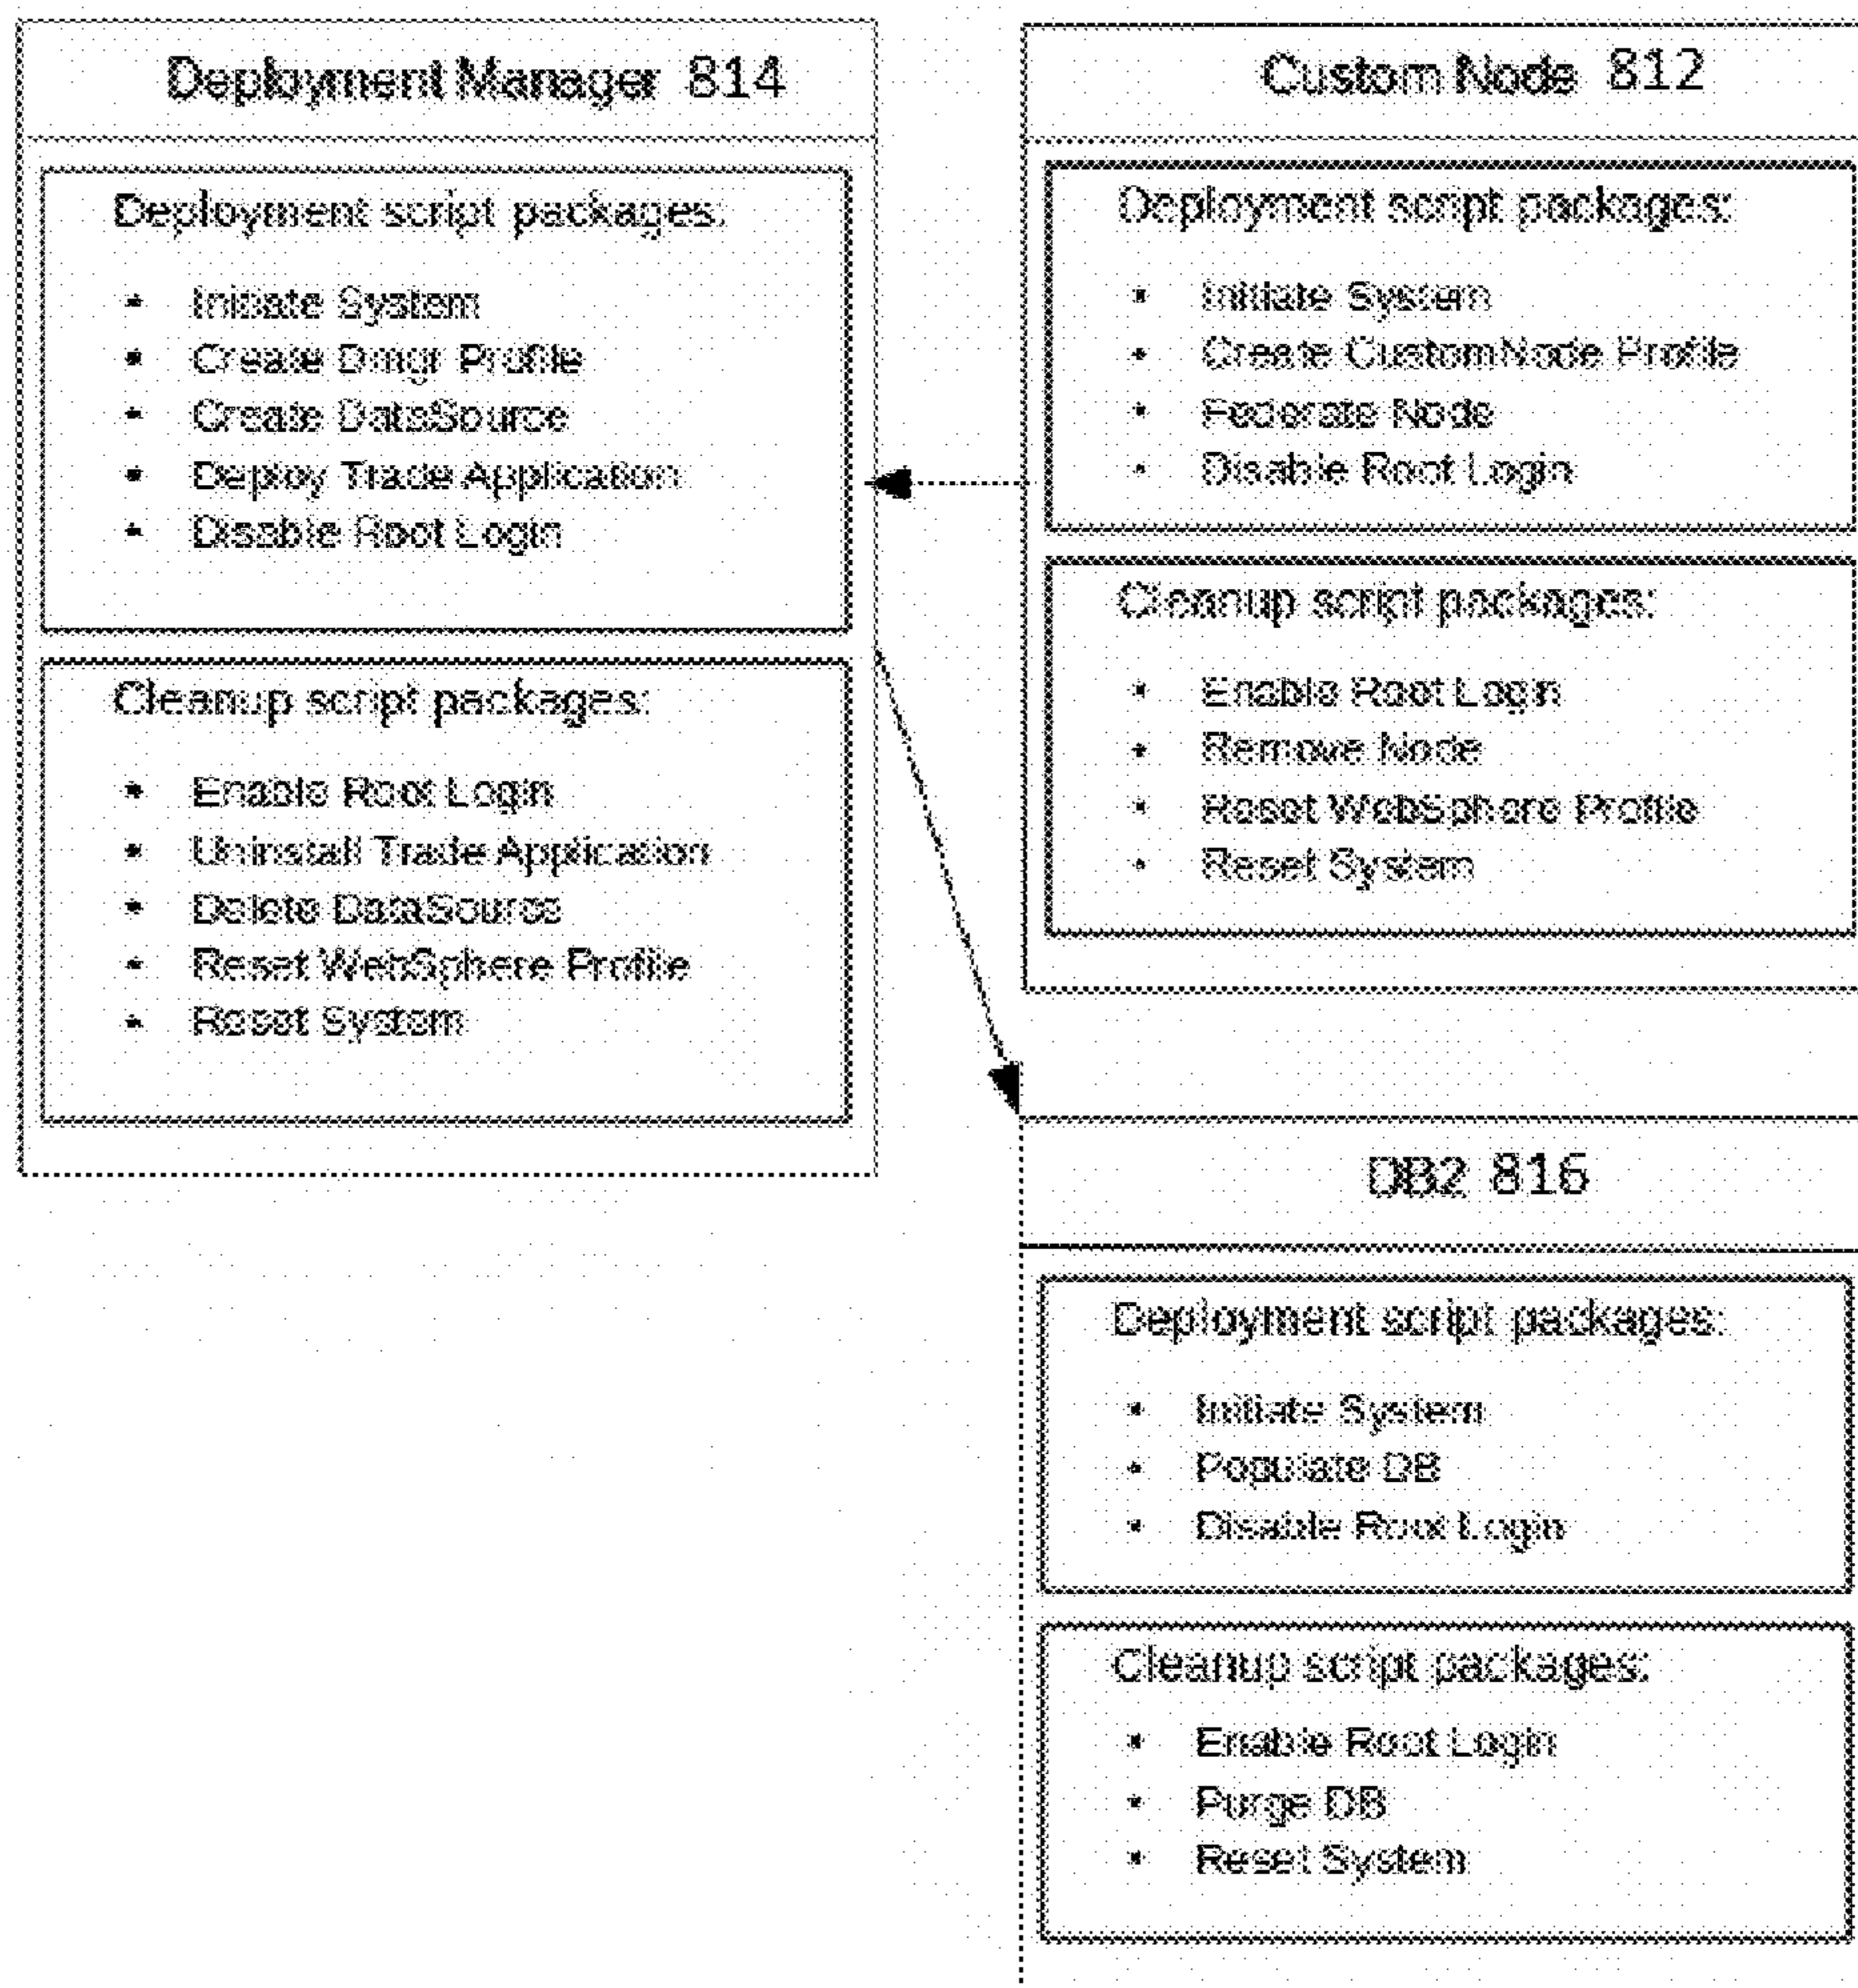 Deployment Manager 814
Deployment script packages:
• Initiate System
• Create Dmgr Profile
• Create DataSource
• Deploy Trade Application
• Disable Root Login
Cleanup script packages:
• Enable Root Login
• Uninstall Trade Application
• Delete DataSource
• Reset WebSphere Profile
• Reset System
Custom Node 812
Deployment script packages:
• Initiate System
• Create CustomNode Profile
• Federate Node
• Disable Root Login
Cleanup script packages:
• Enable Root Login
• Remove Node
• Reset WebSphere Profile
• Reset System
DB2 816
Deployment script packages:
• Initiate System
• Populate DB
• Disable Root Login
Cleanup script packages:
• Enable Root Login
• Purge DB
• Reset System